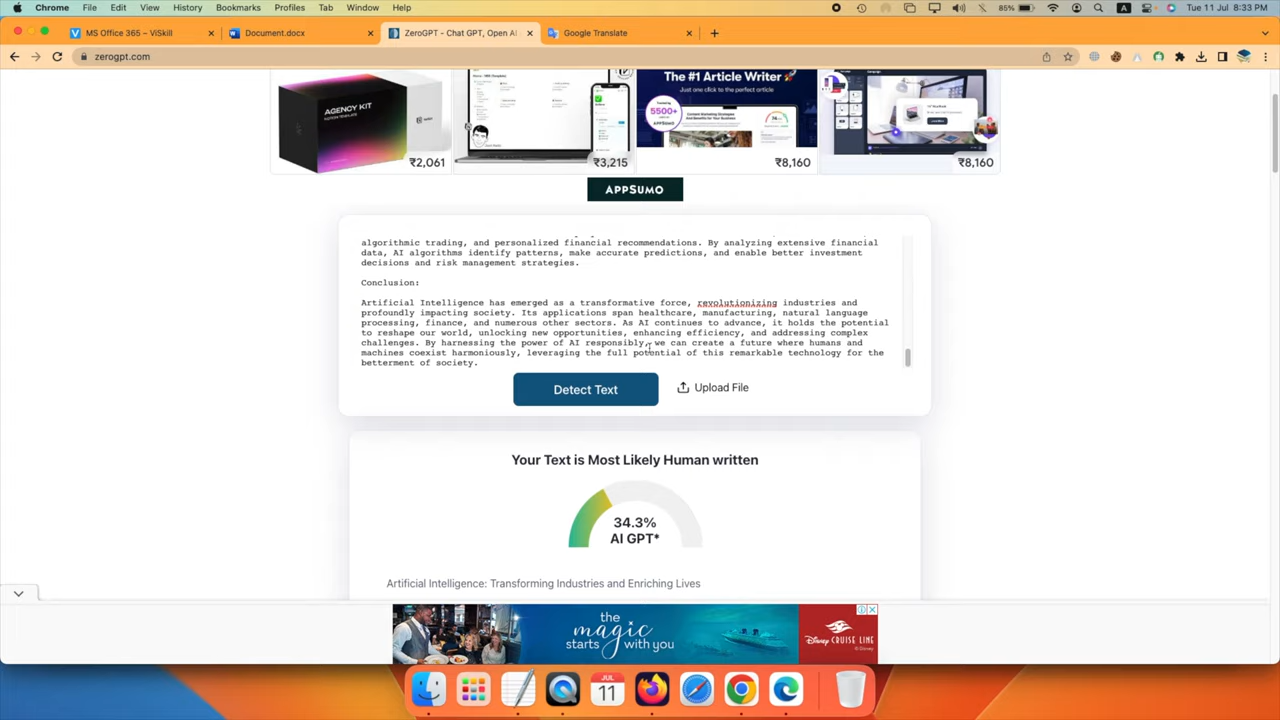 Chrome File Edit View History Bookmarks Profiles Tab Window Help 85% A Tue 11 Jul 8:33 PM
MS Office 365 – ViSkill Document.docx ZeroGPT - Chat GPT, Open AI Google Translate
zerogpt.com
AGENCY KIT
NOTION TEMPLATE
₹2,061
₹3,215
The #1 Article Writer 🚀
5500+
₹8,160
₹8,160
APPSUMO
algorithmic trading, and personalized financial recommendations. By analyzing extensive financial
data, AI algorithms identify patterns, make accurate predictions, and enable better investment
decisions and risk management strategies.
Conclusion:
Artificial Intelligence has emerged as a transformative force, revolutionizing industries and
profoundly impacting society. Its applications span healthcare, manufacturing, natural language
processing, finance, and numerous other sectors. As AI continues to advance, it holds the potential
to reshape our world, unlocking new opportunities, enhancing efficiency, and addressing complex
challenges. By harnessing the power of AI responsibly, we can create a future where humans and
machines coexist harmoniously, leveraging the full potential of this remarkable technology for the
betterment of society.
Detect Text Upload File
Your Text is Most Likely Human written
34.3%
AI GPT*
Artificial Intelligence: Transforming Industries and Enriching Lives
the
magic
starts with you
DISNEY CRUISE LINE
© Disney
JUL
11